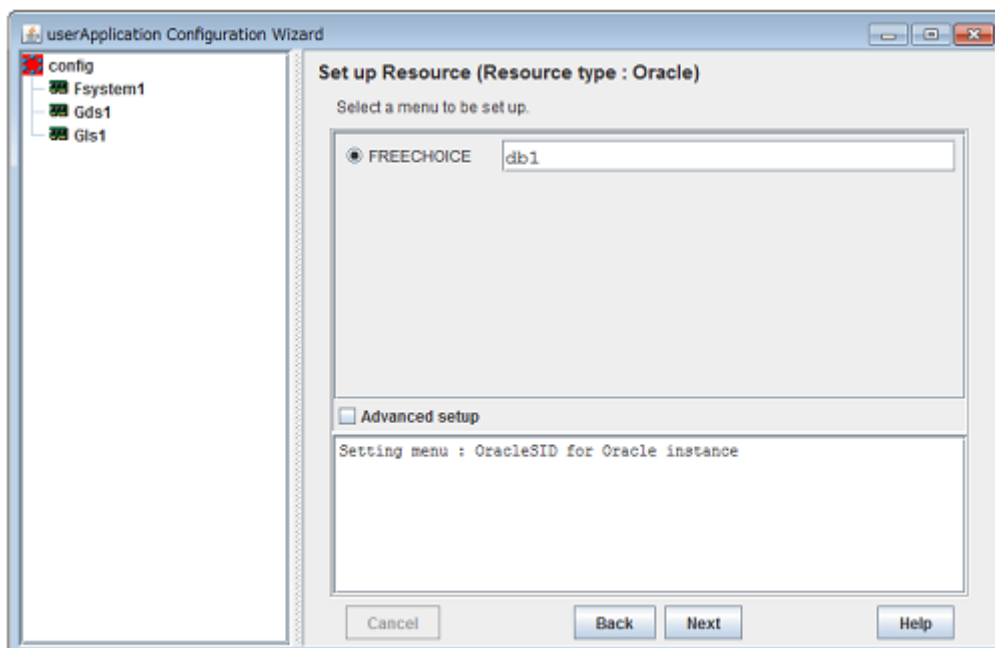 userApplication Configuration Wizard
config
Fsystem1
Gds1
Gls1
Set up Resource (Resource type : Oracle)
Select a menu to be set up.
FREECHOICE db1
Advanced setup
Setting menu : OracleSID for Oracle instance
Cancel Back Next Help